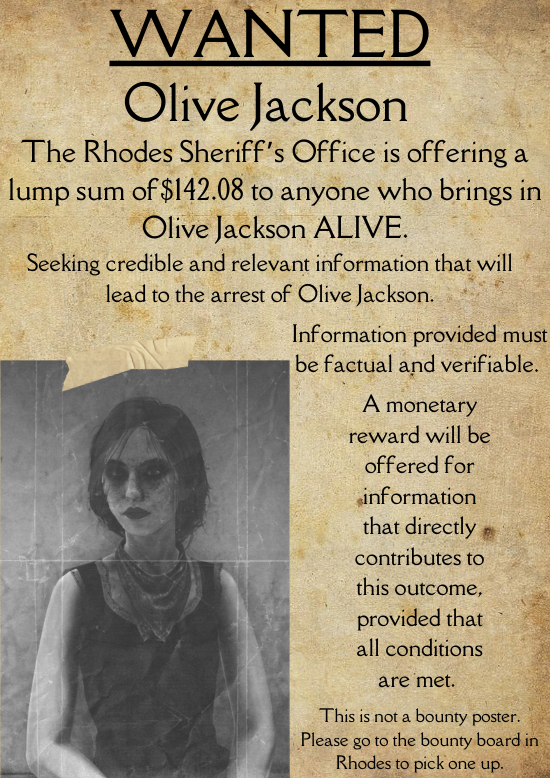 WANTED
Olive Jackson
The Rhodes Sheriff's Office is offering a
lump sum of $142.08 to anyone who brings in
Olive Jackson ALIVE.
Seeking credible and relevant information that will
lead to the arrest of Olive Jackson.
Information provided must
be factual and verifiable.
A monetary
reward will be
offered for
information
that directly
contributes to
this outcome,
provided that
all conditions
are met.
This is not a bounty poster.
Please go to the bounty board in
Rhodes to pick one up.